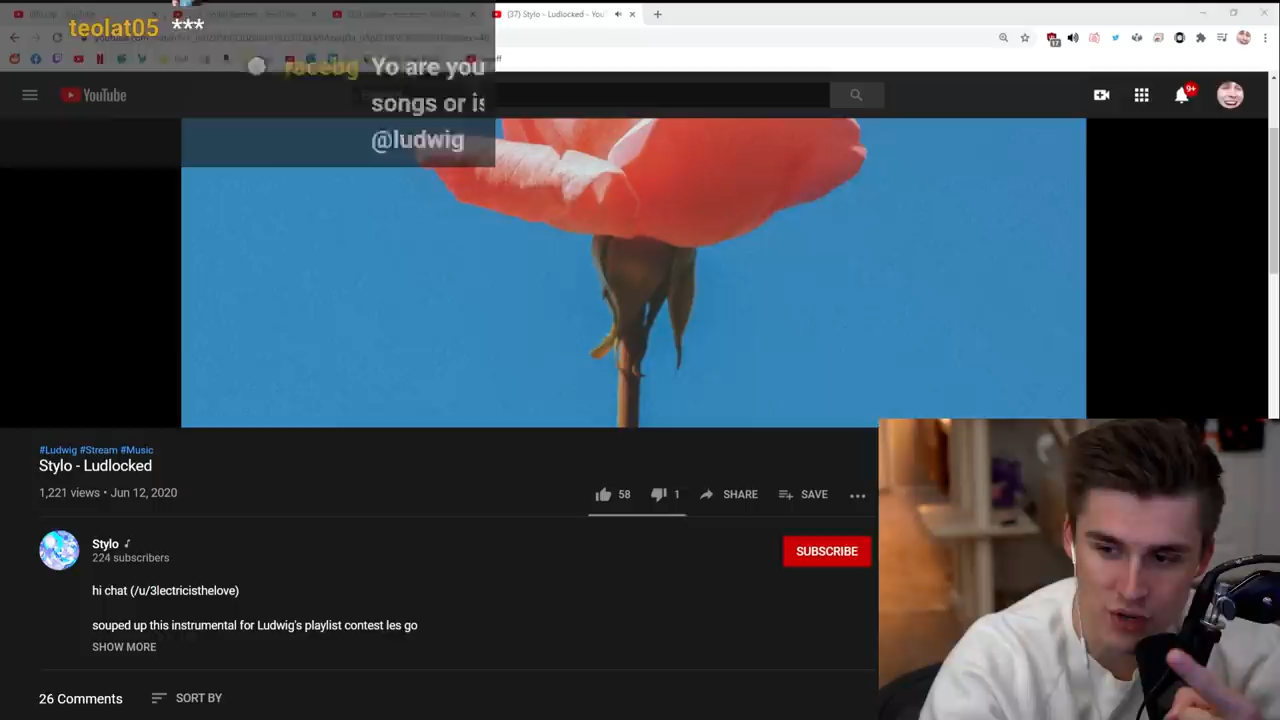 teolat05 ***
(37) Stylo - Ludlocked - You
racebg Yo are you
songs or is
@ludwig
YouTube
9+
#Ludwig #Stream #Music
Stylo - Ludlocked
1,221 views • Jun 12, 2020
58
1
SHARE
SAVE
Stylo ♪
224 subscribers
SUBSCRIBE
hi chat (/u/3lectricisthelove)
souped up this instrumental for Ludwig's playlist contest les go
SHOW MORE
26 Comments
SORT BY